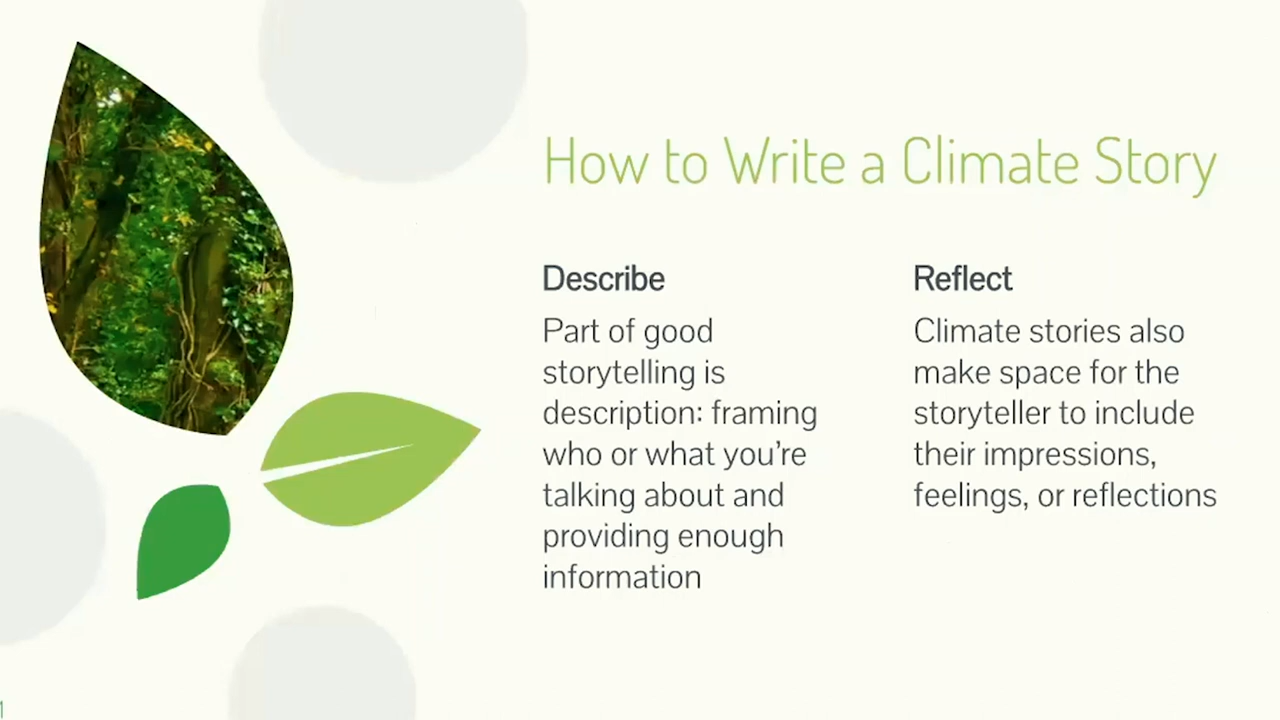 How to Write a Climate Story
Describe
Part of good
storytelling is
description: framing
who or what you're
talking about and
providing enough
information
Reflect
Climate stories also
make space for the
storyteller to include
their impressions,
feelings, or reflections